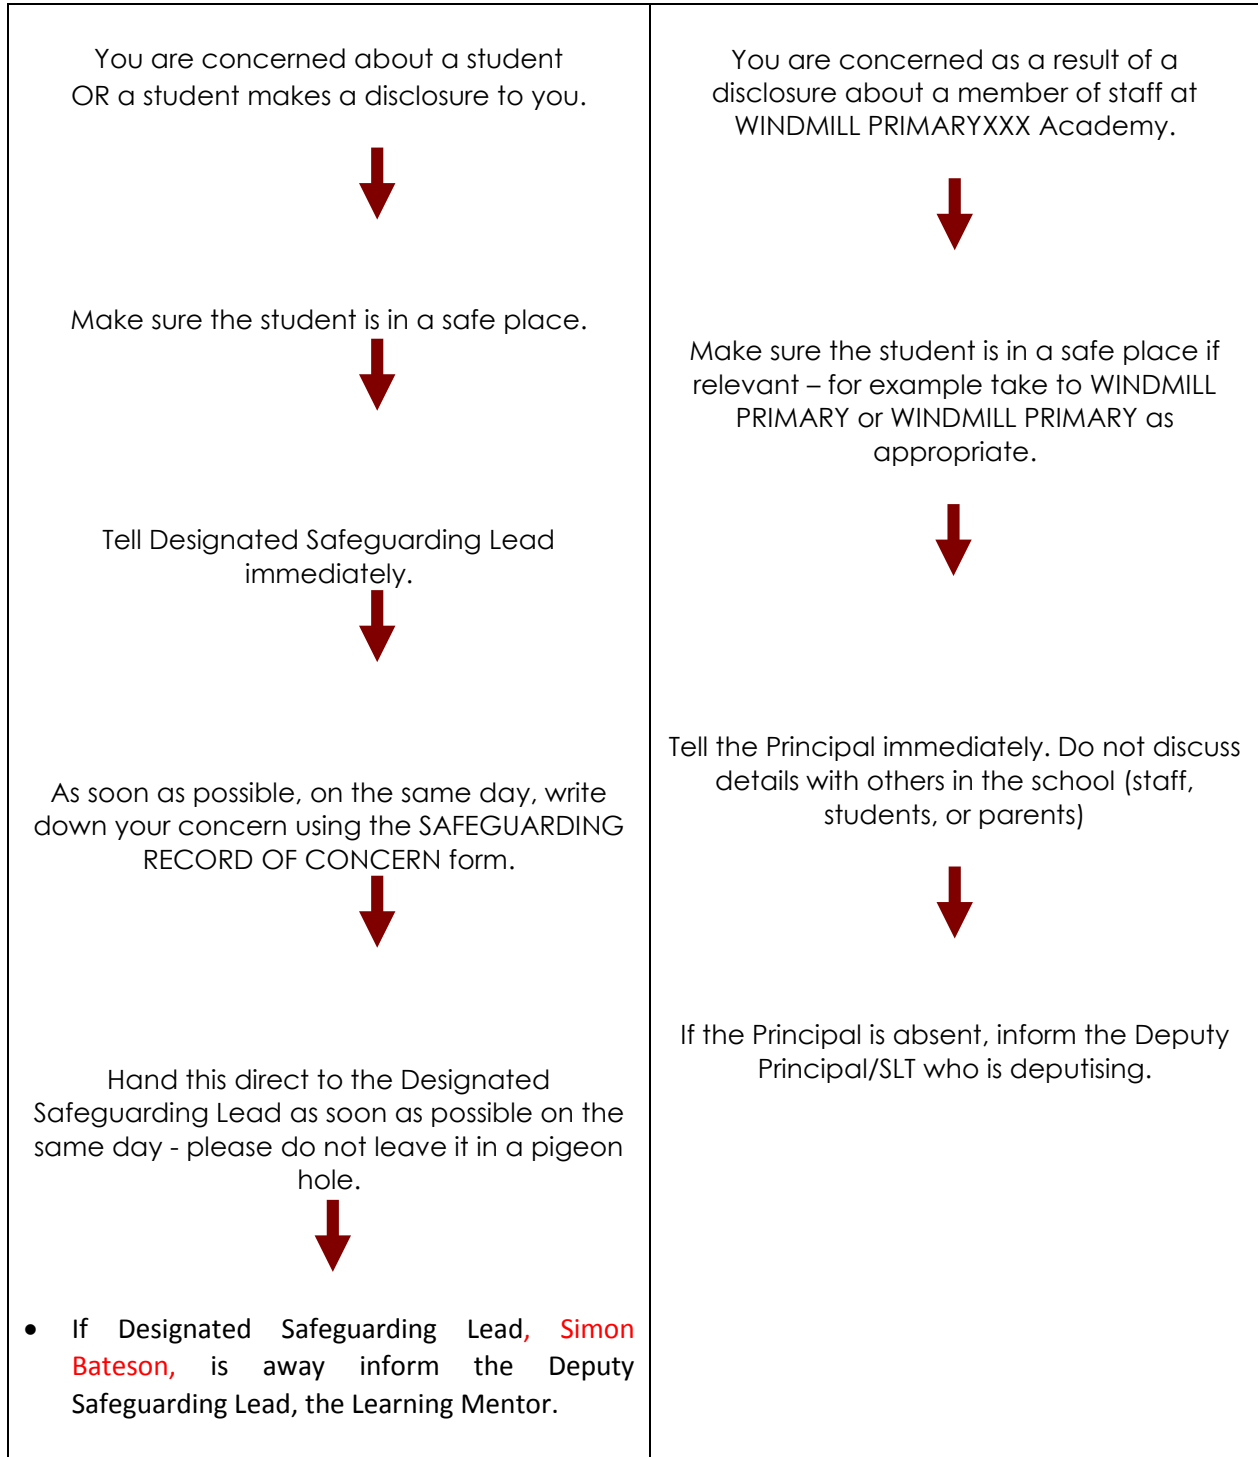 You are concerned about a student
OR a student makes a disclosure to you.
Make sure the student is in a safe place.
Tell Designated Safeguarding Lead
immediately.
As soon as possible, on the same day, write
down your concern using the SAFEGUARDING
RECORD OF CONCERN form.
Hand this direct to the Designated
Safeguarding Lead as soon as possible on the
same day - please do not leave it in a pigeon
hole.
• If Designated Safeguarding Lead, Simon
Bateson, is away inform the Deputy
Safeguarding Lead, the Learning Mentor.
You are concerned as a result of a
disclosure about a member of staff at
WINDMILL PRIMARYXXX Academy.
Make sure the student is in a safe place if
relevant – for example take to WINDMILL
PRIMARY or WINDMILL PRIMARY as
appropriate.
Tell the Principal immediately. Do not discuss
details with others in the school (staff,
students, or parents)
If the Principal is absent, inform the Deputy
Principal/SLT who is deputising.